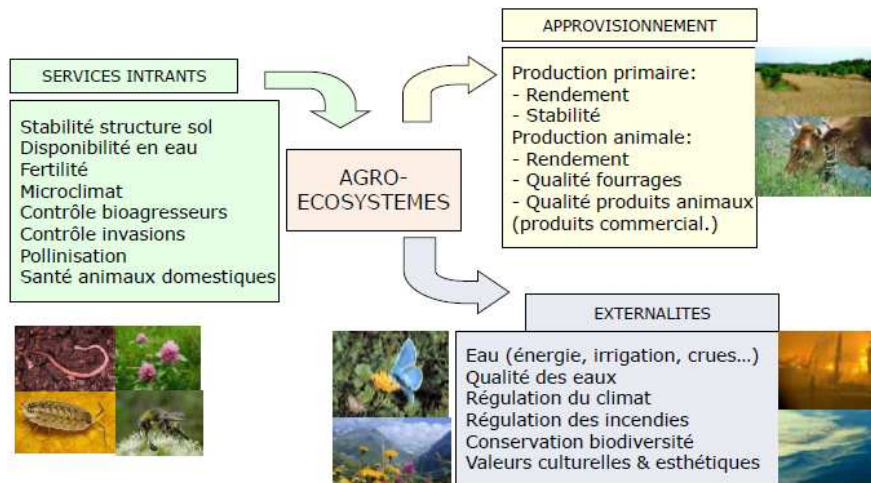 SERVICES INTRANTS
Stabilité structure sol
Disponibilité en eau
Fertilité
Microclimat
Contrôle bioagresseurs
Contrôle invasions
Pollinisation
Santé animaux domestiques
AGRO-
ECOSYSTEMES
APPROVISIONNEMENT
Production primaire:
- Rendement
- Stabilité
Production animale:
- Rendement
- Qualité fourrages
- Qualité produits animaux
(produits commercial.)
EXTERNALITES
Eau (énergie, irrigation, crues...)
Qualité des eaux
Régulation du climat
Régulation des incendies
Conservation biodiversité
Valeurs culturelles & esthétiques